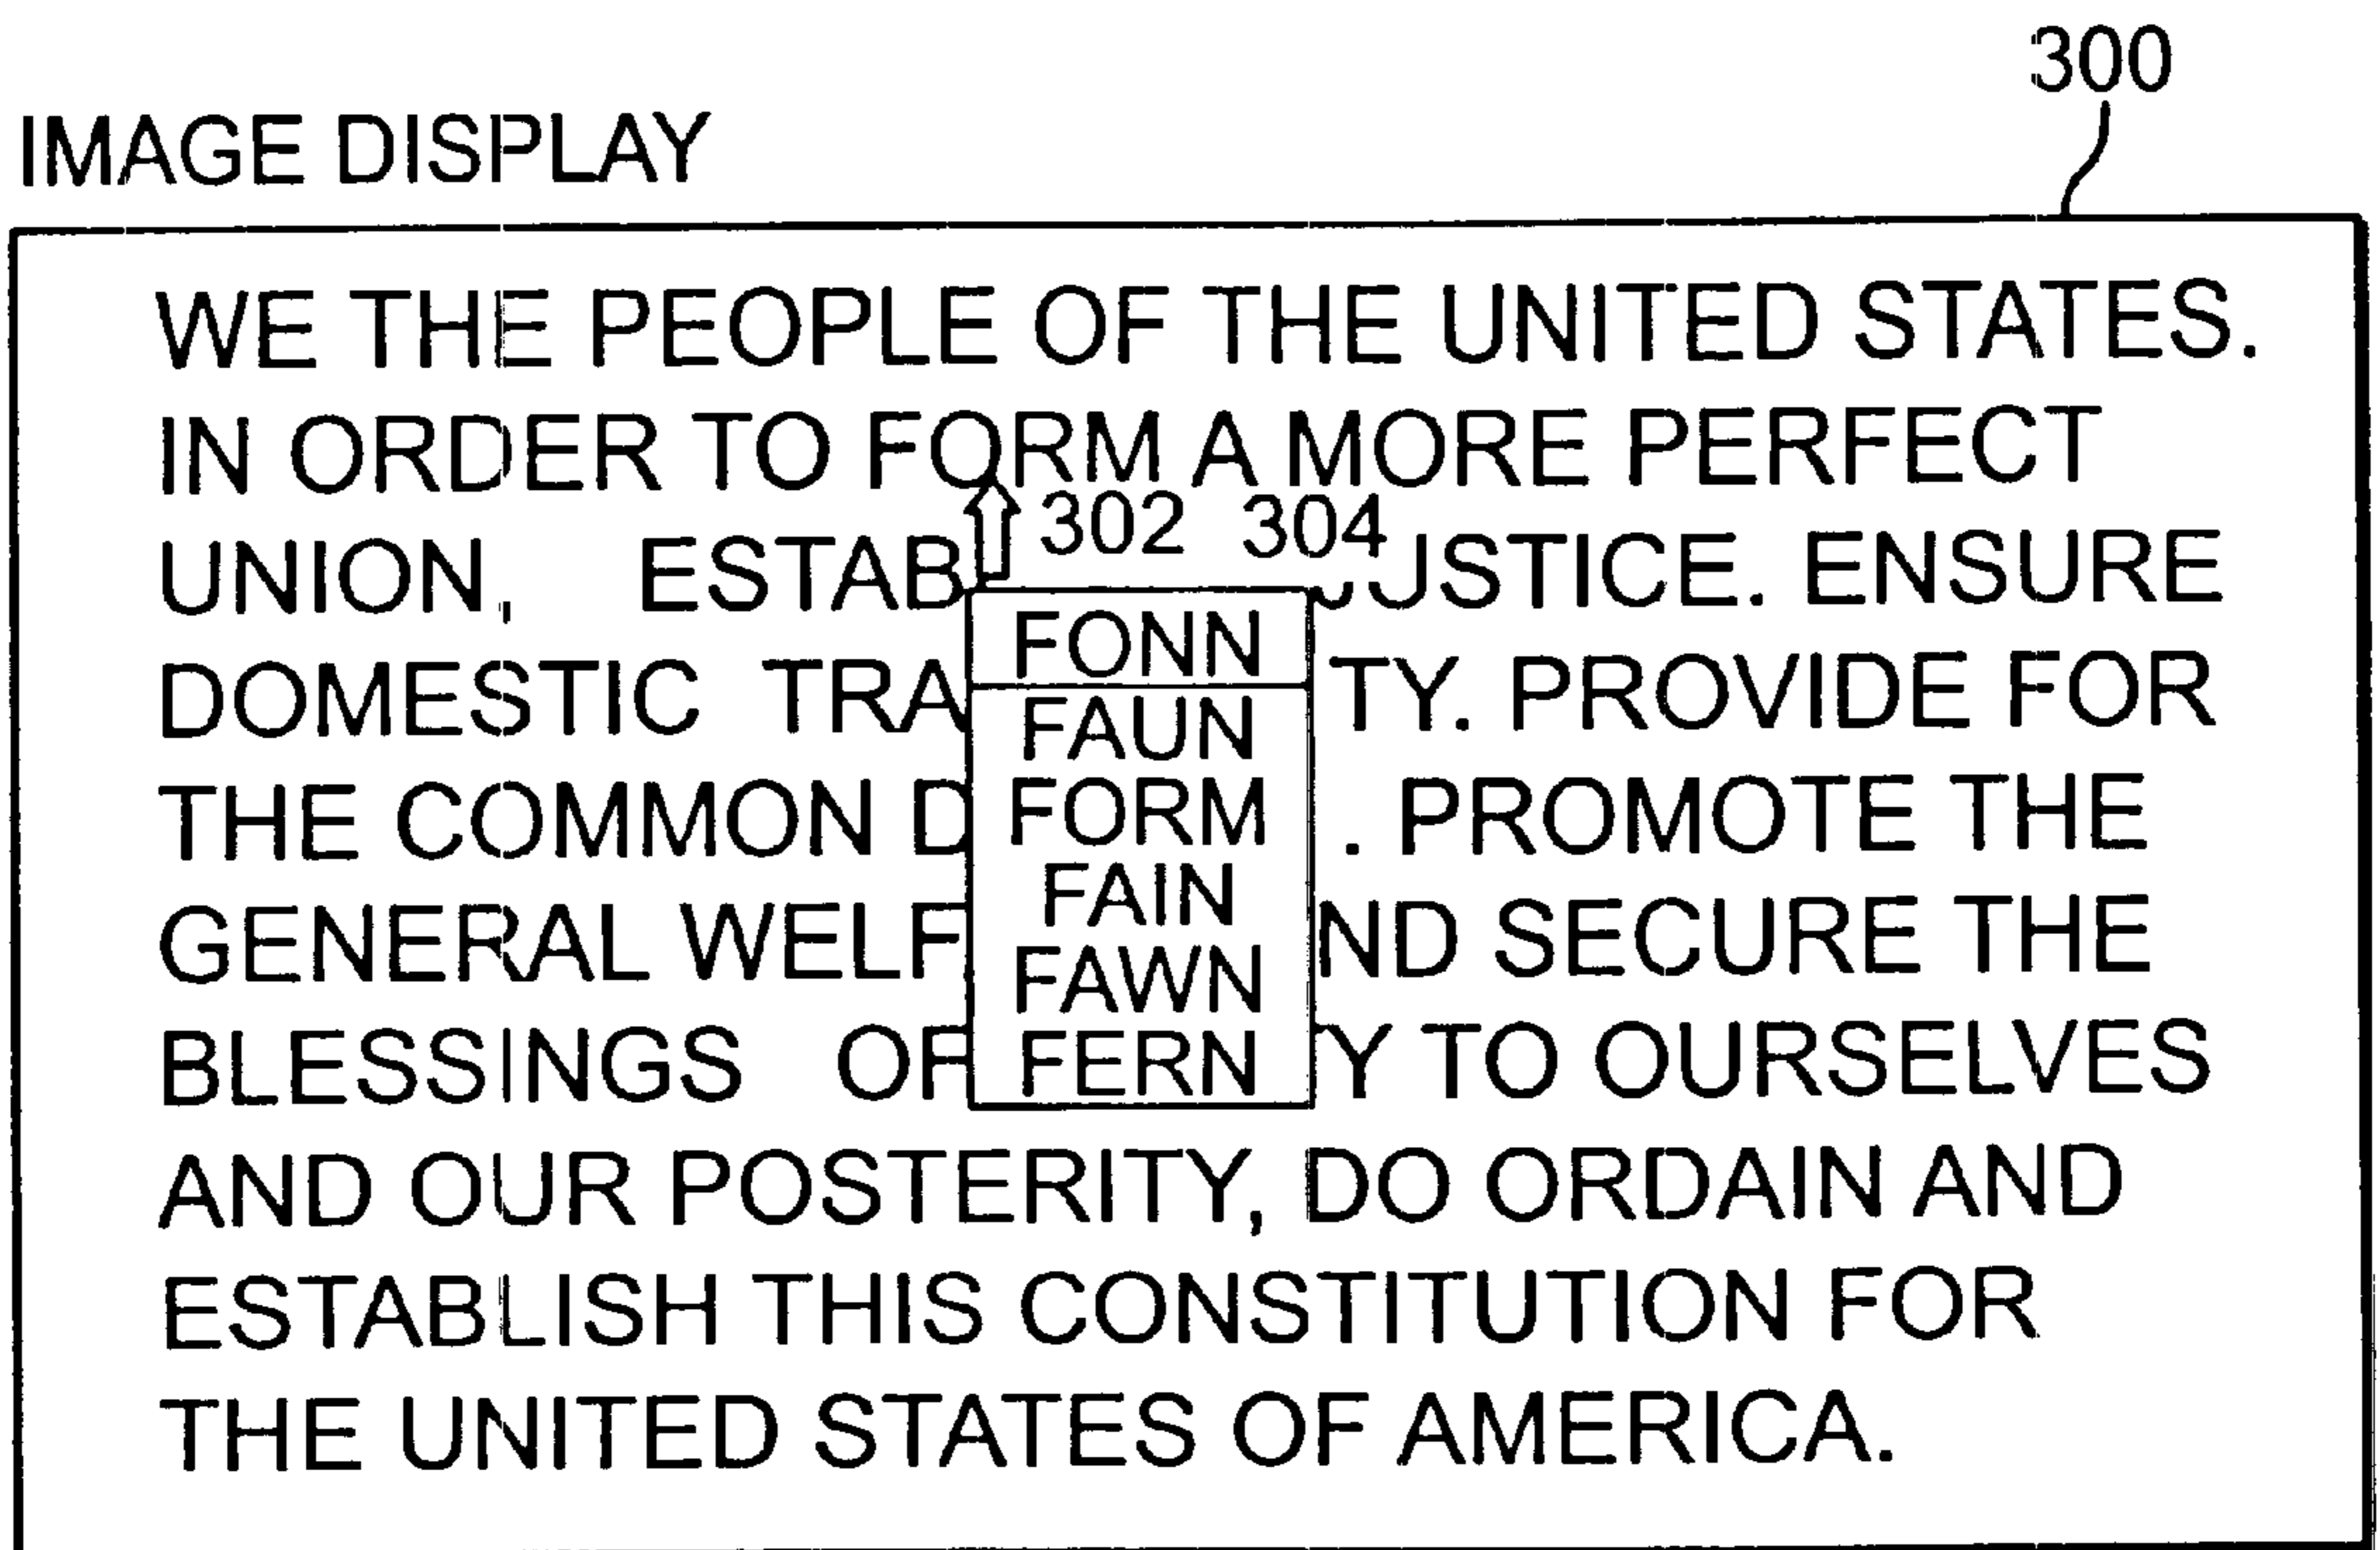 300
IMAGE DISPLAY
WE THE PEOPLE OF THE UNITED STATES.
IN ORDER TO FORM A MORE PERFECT
302 304
UNION, ESTAB JUSTICE. ENSURE
FONN
DOMESTIC TRA TY. PROVIDE FOR
FAUN
THE COMMON D . PROMOTE THE
FORM
FAIN
GENERAL WELF ND SECURE THE
FAWN
BLESSINGS OF Y TO OURSELVES
FERN
AND OUR POSTERITY, DO ORDAIN AND
ESTABLISH THIS CONSTITUTION FOR
THE UNITED STATES OF AMERICA.